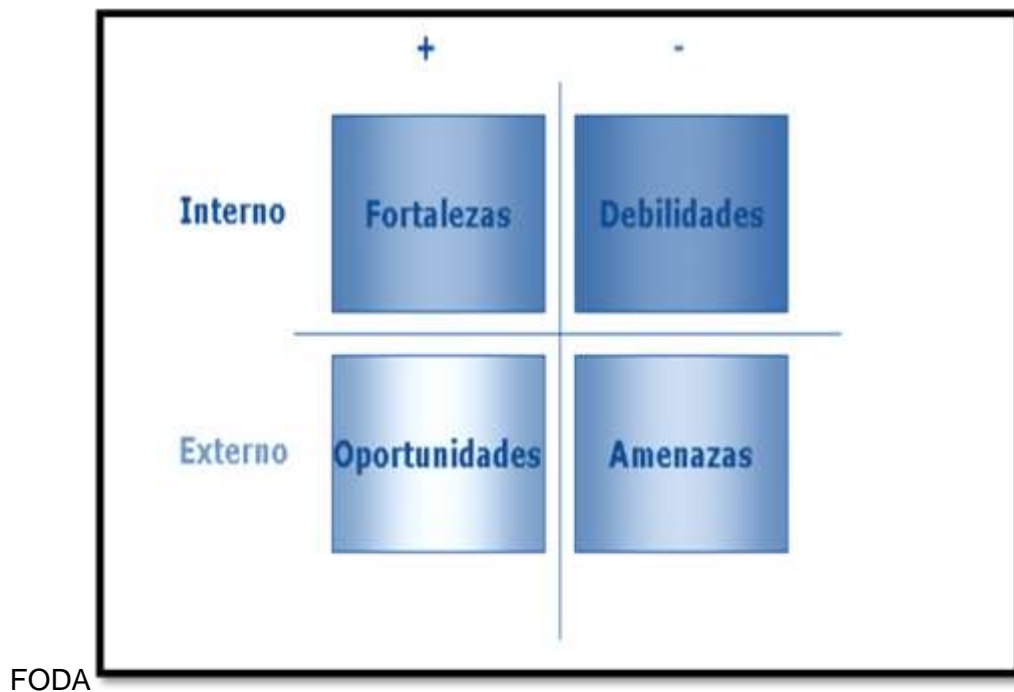 + -
Interno Fortalezas Debilidades
Externo Oportunidades Amenazas
FODA